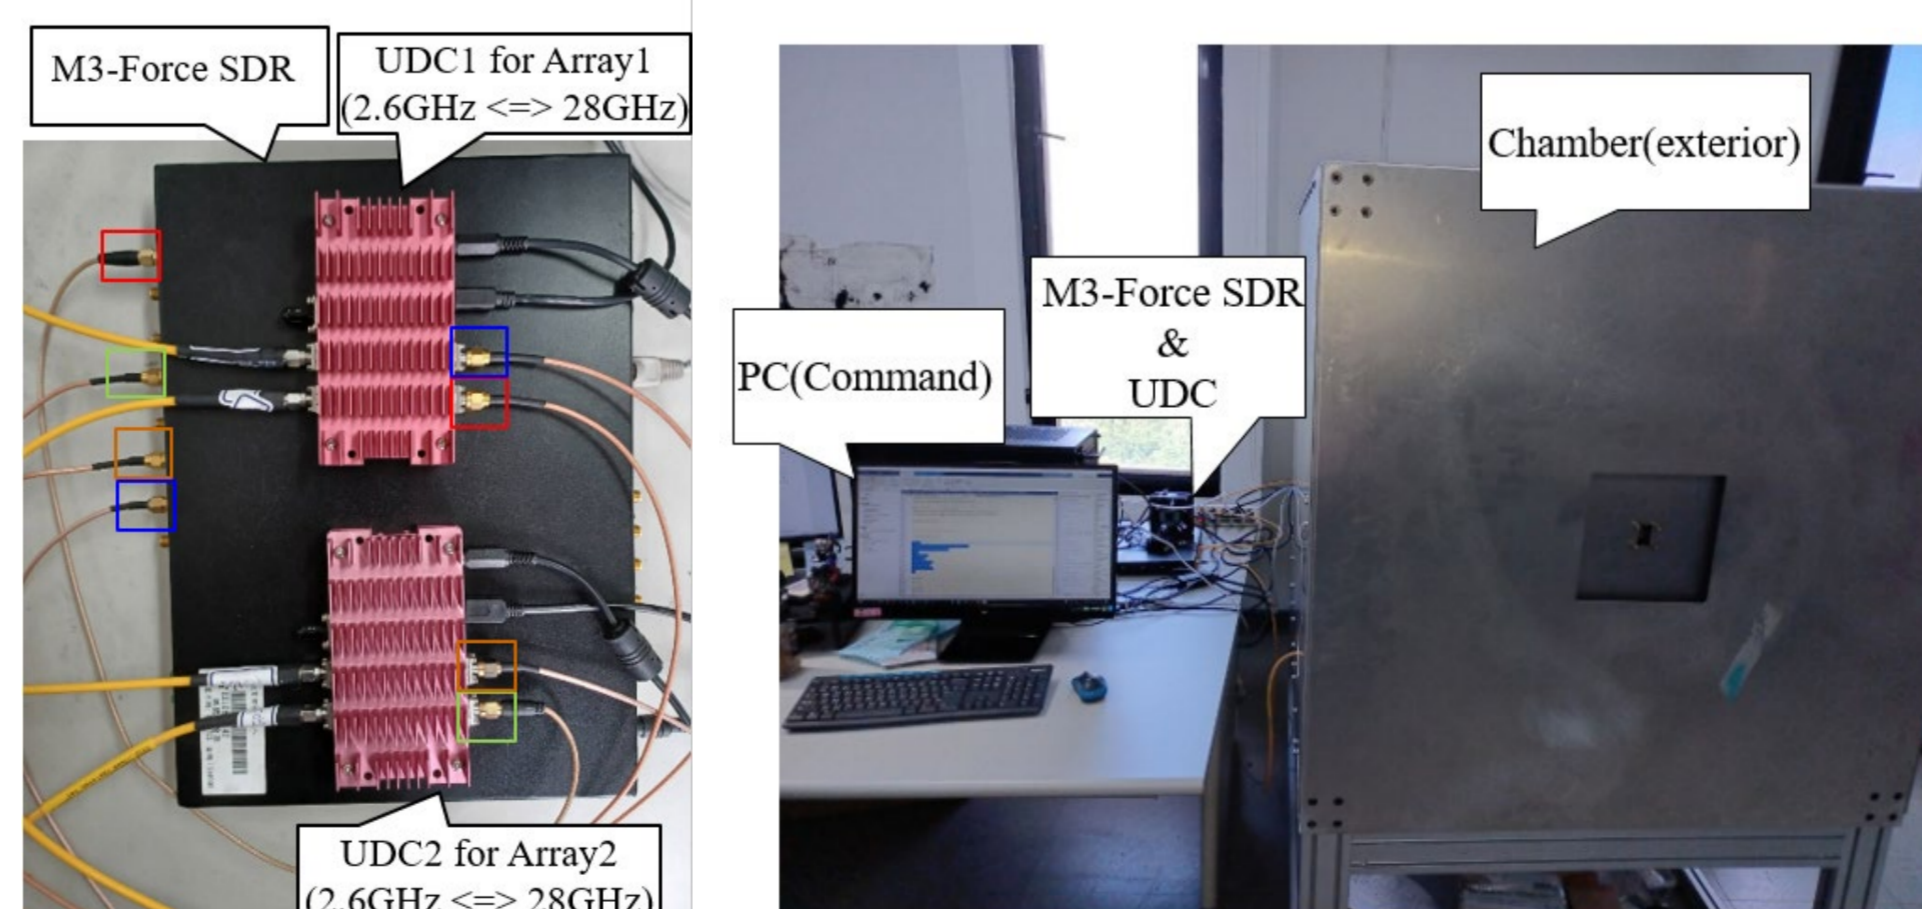 M3-Force SDR
UDC1 for Array1
(2.6GHz <=> 28GHz)
UDC2 for Array2
(2.6GHz <=> 28GHz)
PC(Command)
M3-Force SDR
&
UDC
Chamber(exterior)